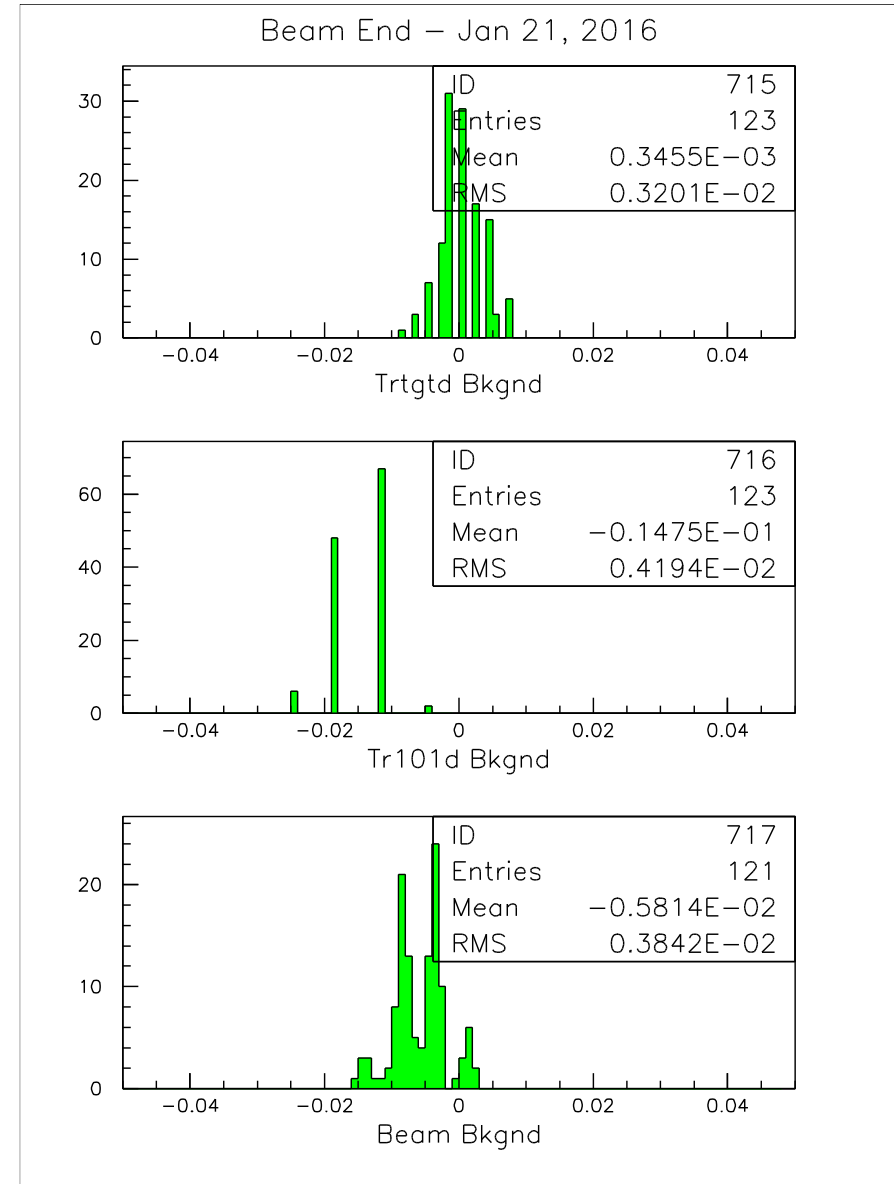 Beam End − Jan 21, 2016
ID 715
Entries 123
Mean 0.3455E−03
RMS 0.3201E−02
30
20
10
0
−0.04 −0.02 0 0.02 0.04
Trtgtd Bkgnd
ID 716
Entries 123
Mean −0.1475E−01
RMS 0.4194E−02
60
40
20
0
−0.04 −0.02 0 0.02 0.04
Tr101d Bkgnd
ID 717
Entries 121
Mean −0.5814E−02
RMS 0.3842E−02
20
10
0
−0.04 −0.02 0 0.02 0.04
Beam Bkgnd